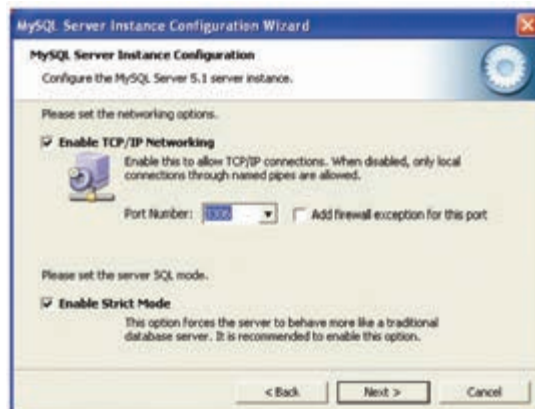 MySQL Server Instance Configuration Wizard
MySQL Server Instance Configuration
Configure the MySQL Server 5.1 server instance.
Please set the networking options.
Enable TCP/IP Networking
Enable this to allow TCP/IP connections. When disabled, only local
connections through named pipes are allowed.
Port Number: 3306 Add firewall exception for this port
Please set the server SQL mode.
Enable Strict Mode
This option forces the server to behave more like a traditional
database server. It is recommended to enable this option.
< Back Next > Cancel